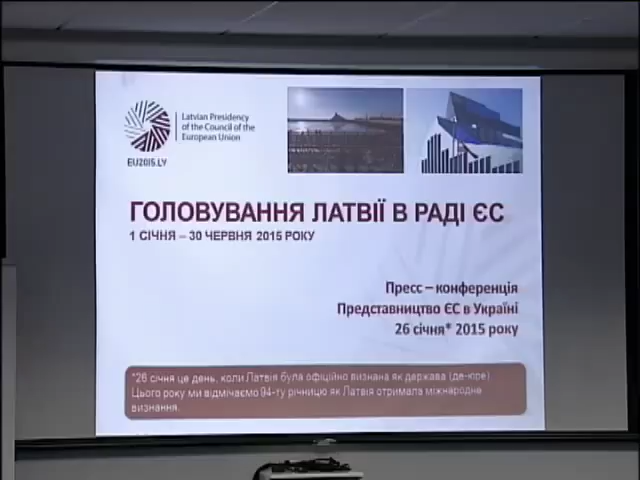 Latvian Presidency
of the Council of the
European Union
EU2015.LV
ГОЛОВУВАННЯ ЛАТВІЇ В РАДІ ЄС
1 СІЧНЯ – 30 ЧЕРВНЯ 2015 РОКУ
Пресс – конференція
Представництво ЄС в Україні
26 січня* 2015 року
*26 січня це день, коли Латвія була офіційно визнана як держава (де-юре)
Цього року ми відмічаємо 94-ту річницю як Латвія отримала міжнародне
визнання.